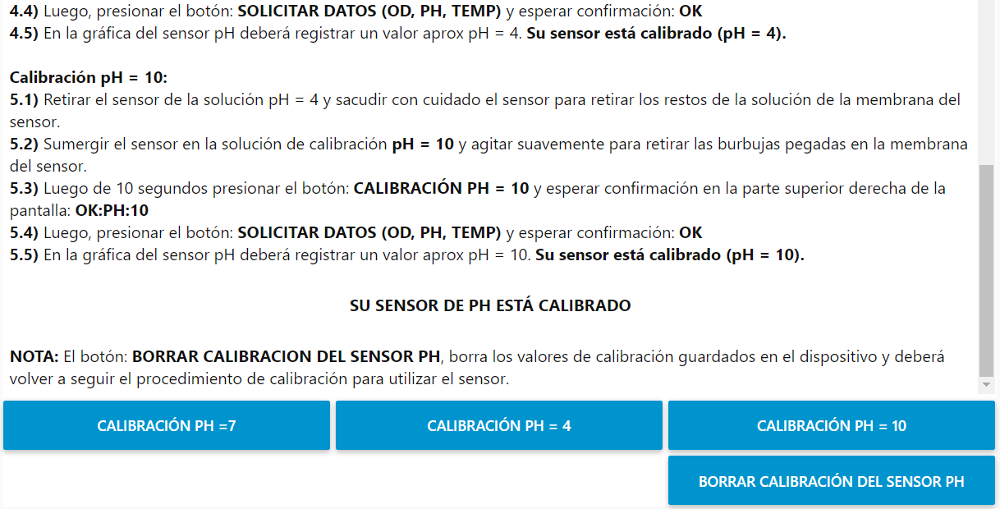 4.4) Luego, presionar el botón: SOLICITAR DATOS (OD, PH, TEMP) y esperar confirmación: OK
4.5) En la gráfica del sensor pH deberá registrar un valor aprox pH = 4. Su sensor está calibrado (pH = 4).
Calibración pH = 10:
5.1) Retirar el sensor de la solución pH = 4 y sacudir con cuidado el sensor para retirar los restos de la solución de la membrana del
sensor.
5.2) Sumergir el sensor en la solución de calibración pH = 10 y agitar suavemente para retirar las burbujas pegadas en la membrana
del sensor.
5.3) Luego de 10 segundos presionar el botón: CALIBRACIÓN PH = 10 y esperar confirmación en la parte superior derecha de la
pantalla: OK:PH:10
5.4) Luego, presionar el botón: SOLICITAR DATOS (OD, PH, TEMP) y esperar confirmación: OK
5.5) En la gráfica del sensor pH deberá registrar un valor aprox pH = 10. Su sensor está calibrado (pH = 10).
SU SENSOR DE PH ESTÁ CALIBRADO
NOTA: El botón: BORRAR CALIBRACION DEL SENSOR PH, borra los valores de calibración guardados en el dispositivo y deberá
volver a seguir el procedimiento de calibración para utilizar el sensor.
CALIBRACIÓN PH =7
CALIBRACIÓN PH = 4
CALIBRACIÓN PH = 10
BORRAR CALIBRACIÓN DEL SENSOR PH